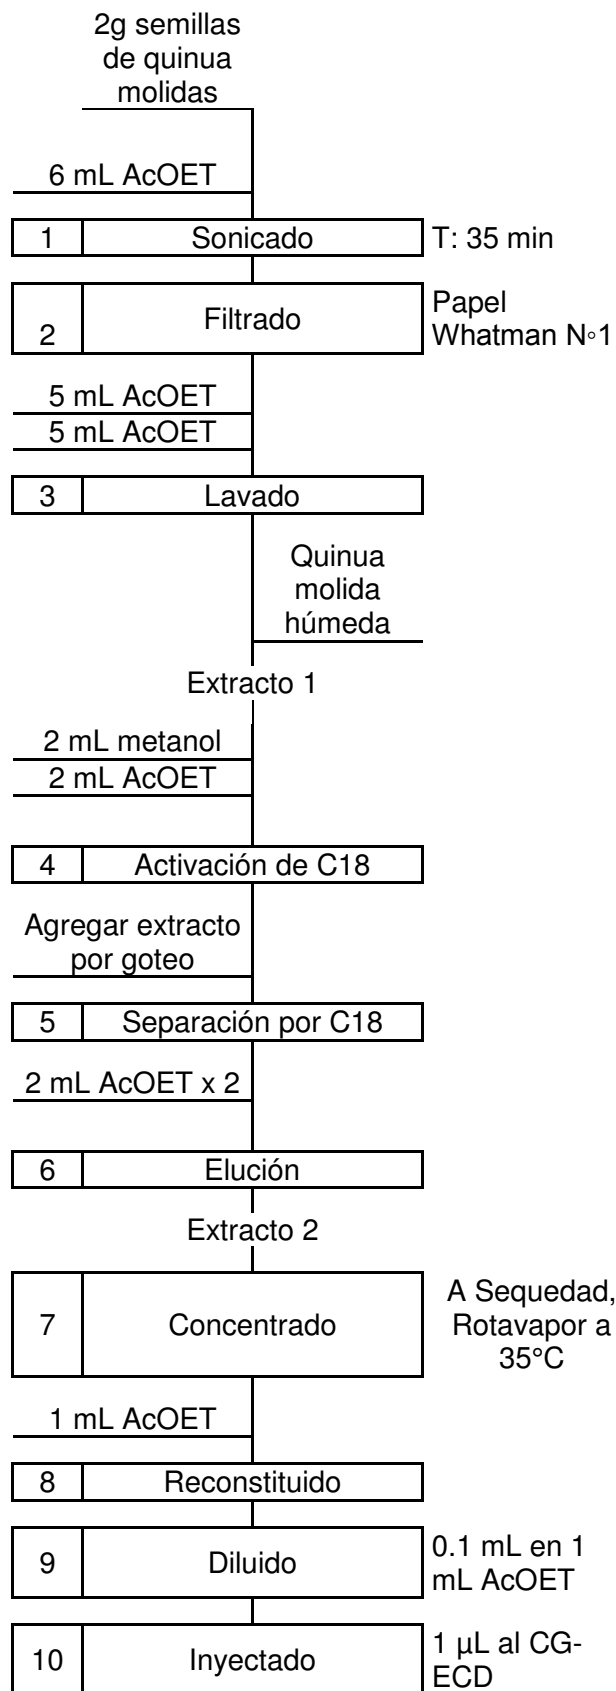 2g semillas
de quinua
molidas
6 mL AcOET
1 Sonicado T: 35 min
2 Filtrado Papel
Whatman N◦1
5 mL AcOET
5 mL AcOET
3 Lavado
Quinua
molida
húmeda
Extracto 1
2 mL metanol
2 mL AcOET
4 Activación de C18
Agregar extracto
por goteo
5 Separación por C18
2 mL AcOET x 2
6 Elución
Extracto 2
7 Concentrado
A Sequedad,
Rotavapor a
35°C
1 mL AcOET
8 Reconstituido
9 Diluido
0.1 mL en 1
mL AcOET
10 Inyectado
1 µL al CG-
ECD